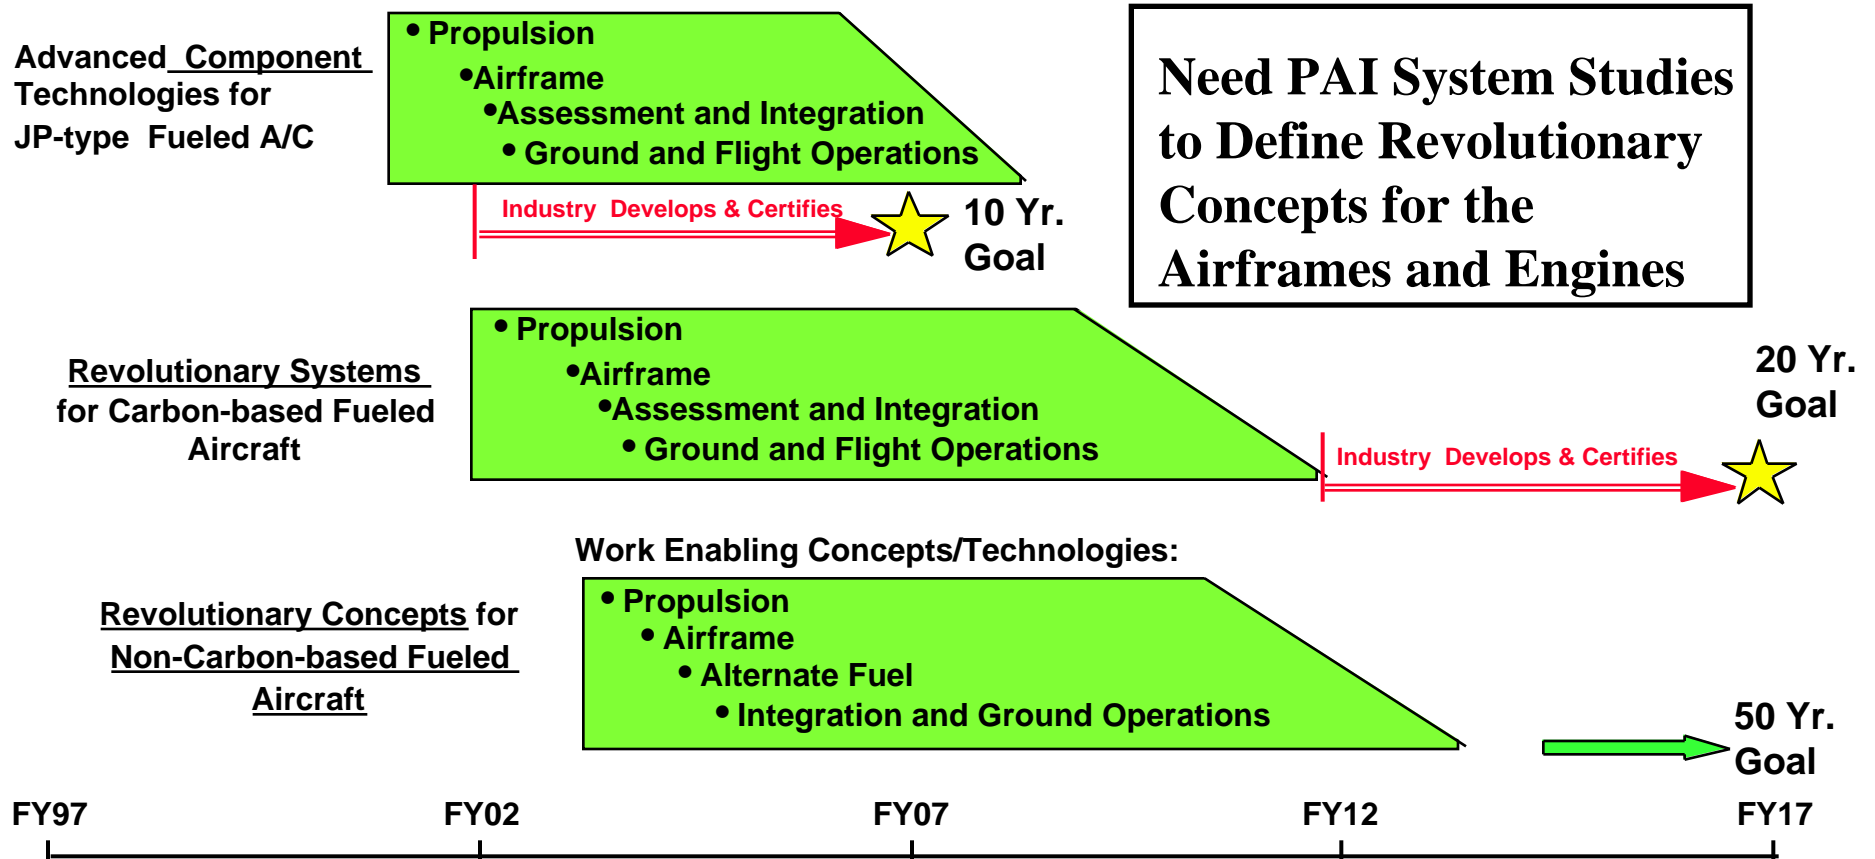 Advanced Component
Technologies for
JP-type Fueled A/C
• Propulsion
•Airframe
•Assessment and Integration
• Ground and Flight Operations
Industry Develops & Certifies
10 Yr.
Goal
Need PAI System Studies
to Define Revolutionary
Concepts for the
Airframes and Engines
Revolutionary Systems
for Carbon-based Fueled
Aircraft
• Propulsion
•Airframe
•Assessment and Integration
• Ground and Flight Operations
Industry Develops & Certifies
20 Yr.
Goal
Work Enabling Concepts/Technologies:
Revolutionary Concepts for
Non-Carbon-based Fueled
Aircraft
• Propulsion
• Airframe
• Alternate Fuel
• Integration and Ground Operations
50 Yr.
Goal
FY97 FY02 FY07 FY12 FY17